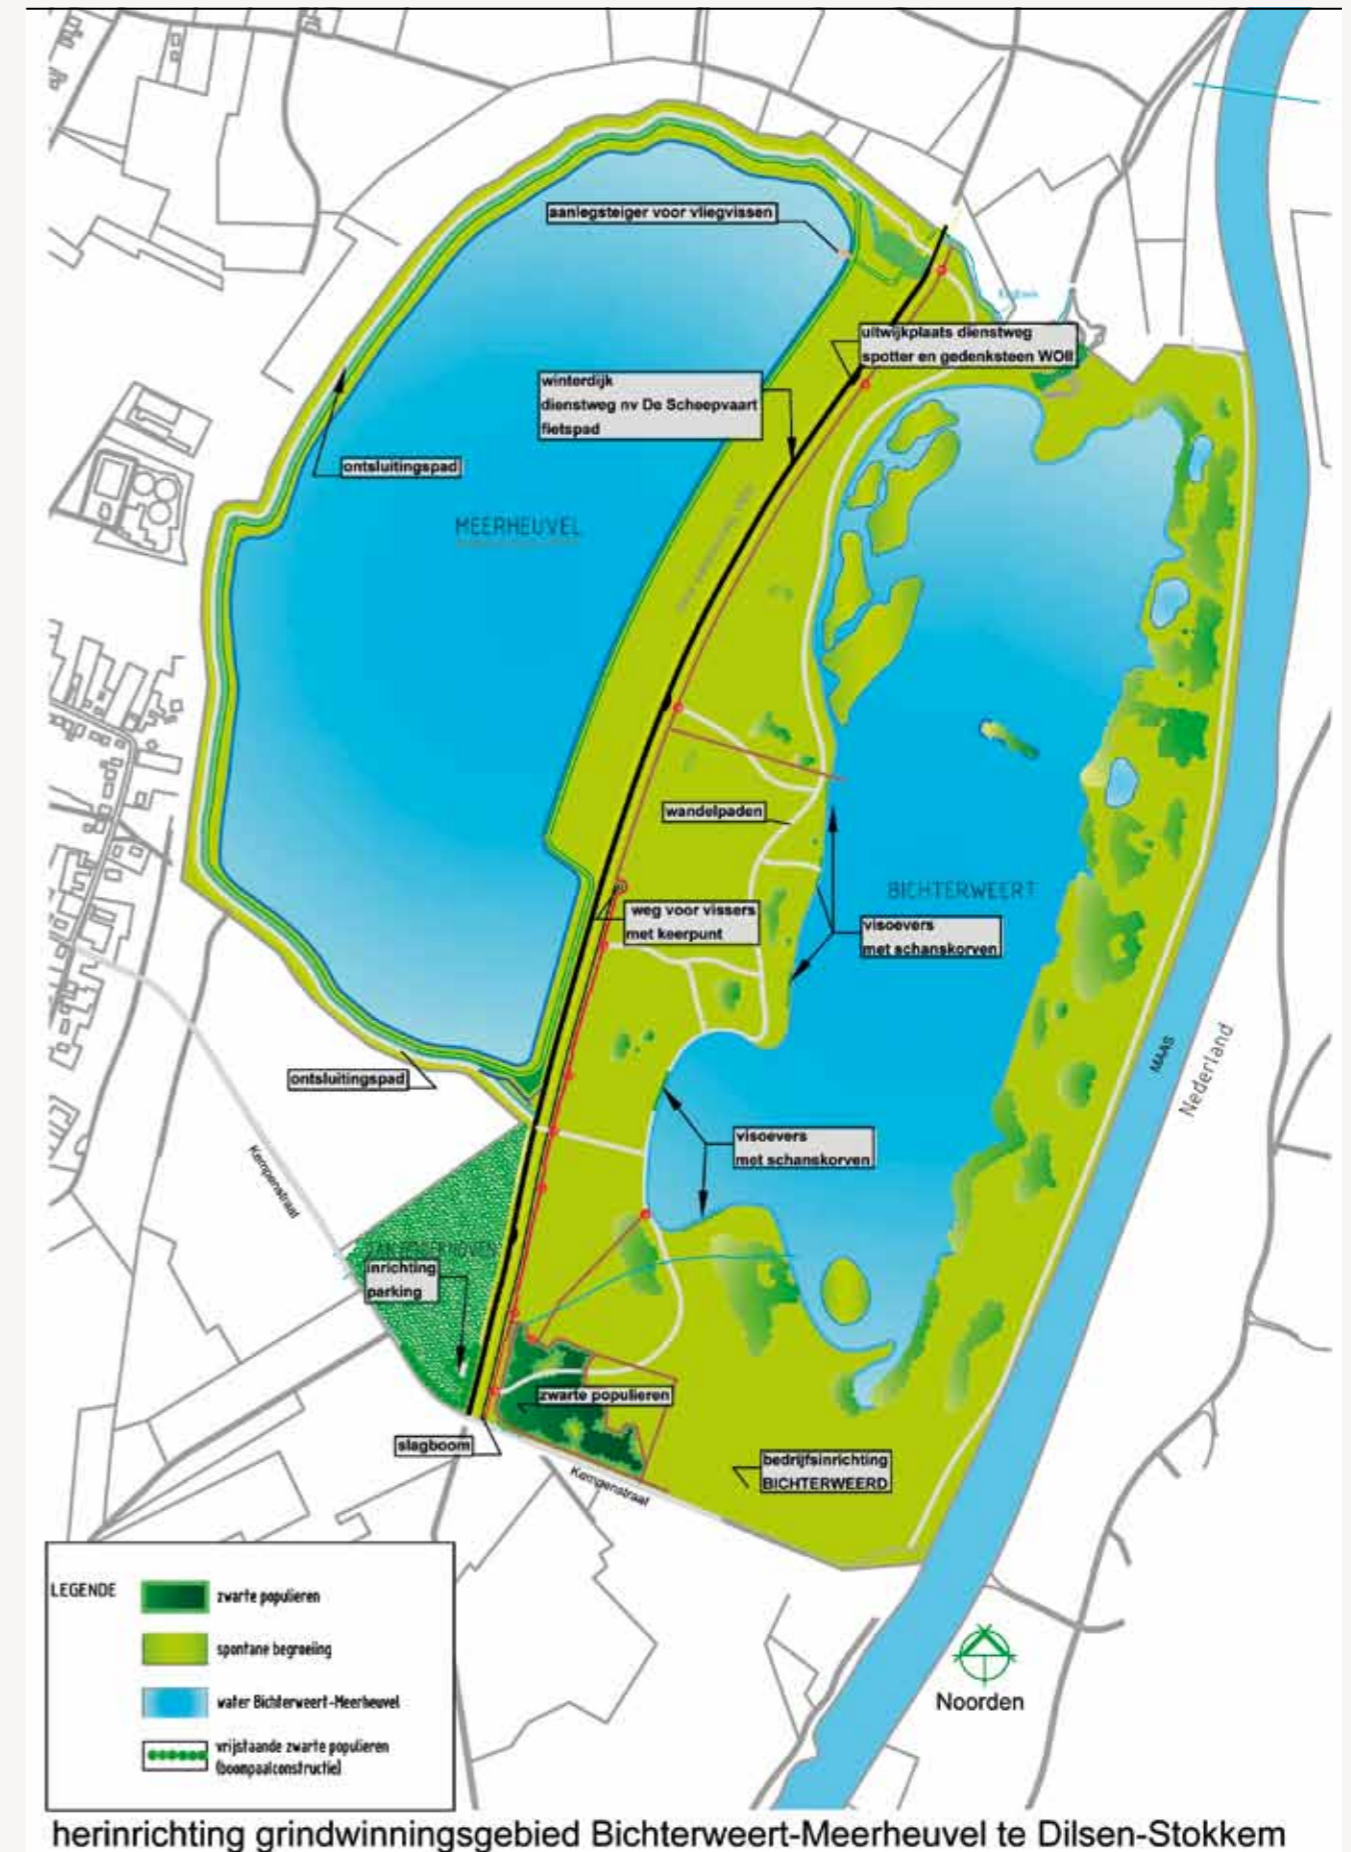 aanlegsteiger voor vliegvissen
uitwijkplaats dienstweg
spotter en gedenksteen WOII
winterdijk
dienstweg nv De Scheepvaart
fietspad
ontsluitingspad
MEERHEUVEL
wandelpaden
BICHTERWEERT
weg voor vissers
met keerpunt
visoevers
met schanskorven
MAAS
Nederland
ontsluitingspad
visoevers
met schanskorven
Kempenstraat
inrichting
parking
zwarte populieren
slagboom
Kempenstraat
bedrijfsinrichting
BICHTERWEERD
LEGENDE
zwarte populieren
spontane begroeiing
water Bichterweert-Meerheuvel
vrijstaande zwarte populieren
(boompaalconstructie)
Noorden
herinrichting grindwinningsgebied Bichterweert-Meerheuvel te Dilsen-Stokkem